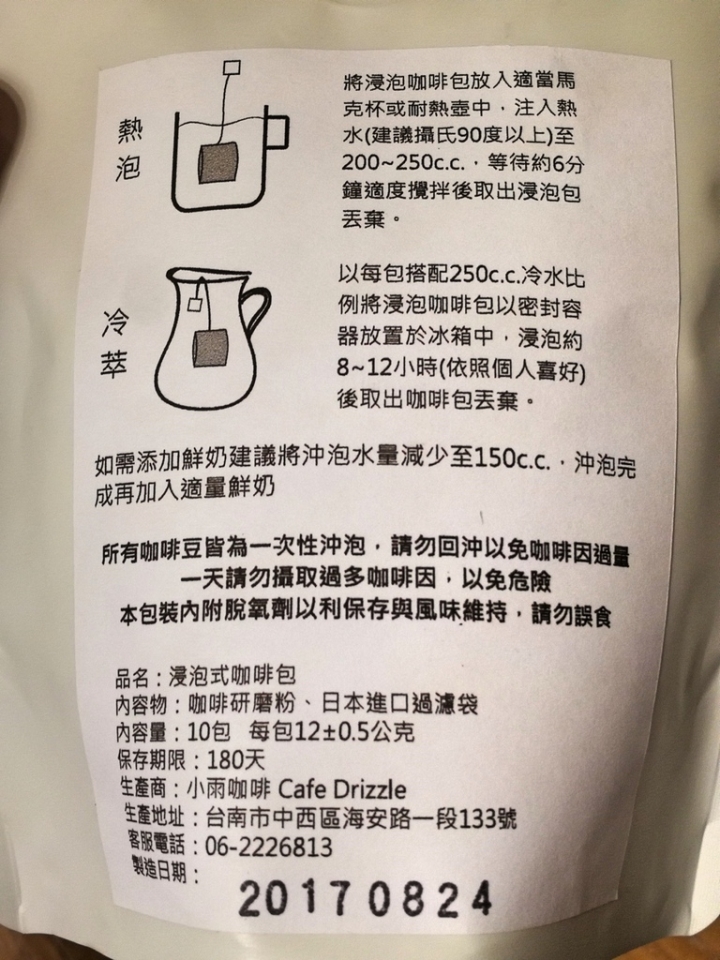 熱泡
將浸泡咖啡包放入適當馬
克杯或耐熱壺中，注入熱
水(建議攝氏90度以上)至
200~250c.c.，等待約6分
鐘適度攪拌後取出浸泡包
丟棄。
冷萃
以每包搭配250c.c.冷水比
例將浸泡咖啡包以密封容
器放置於冰箱中，浸泡約
8~12小時(依照個人喜好)
後取出咖啡包丟棄。
如需添加鮮奶建議將沖泡水量減少至150c.c.，沖泡完
成再加入適量鮮奶
所有咖啡豆皆為一次性沖泡，請勿回沖以免咖啡因過量
一天請勿攝取過多咖啡因，以免危險
本包裝內附脫氧劑以利保存與風味維持，請勿誤食
品名：浸泡式咖啡包
內容物：咖啡研磨粉、日本進口過濾袋
內容量：10包 每包12±0.5公克
保存期限：180天
生產商：小雨咖啡 Cafe Drizzle
生產地址：台南市中西區海安路一段133號
客服電話：06-2226813
製造日期：
20170824